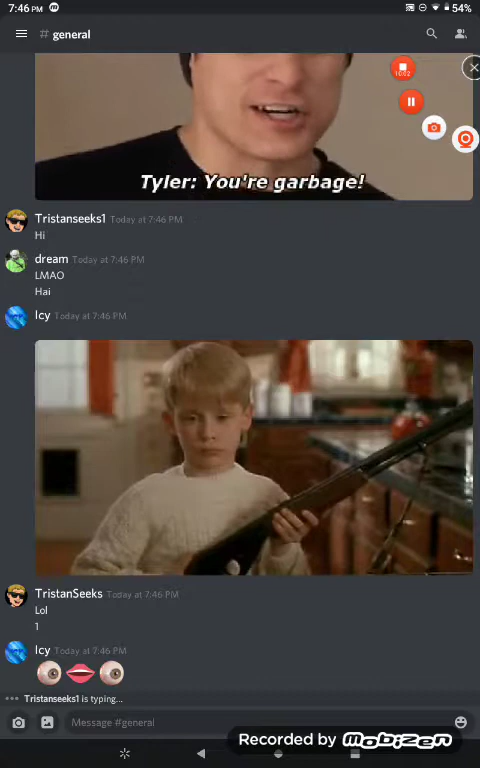 7:46 PM
54%
# general
10:02
Tyler: You're garbage!
Tristanseeks1 Today at 7:46 PM
Hi
dream Today at 7:46 PM
LMAO
Hai
Icy Today at 7:46 PM
TristanSeeks Today at 7:46 PM
Lol
1
Icy Today at 7:46 PM
Tristanseeks1 is typing...
Message #general
Recorded by MOBIZEN